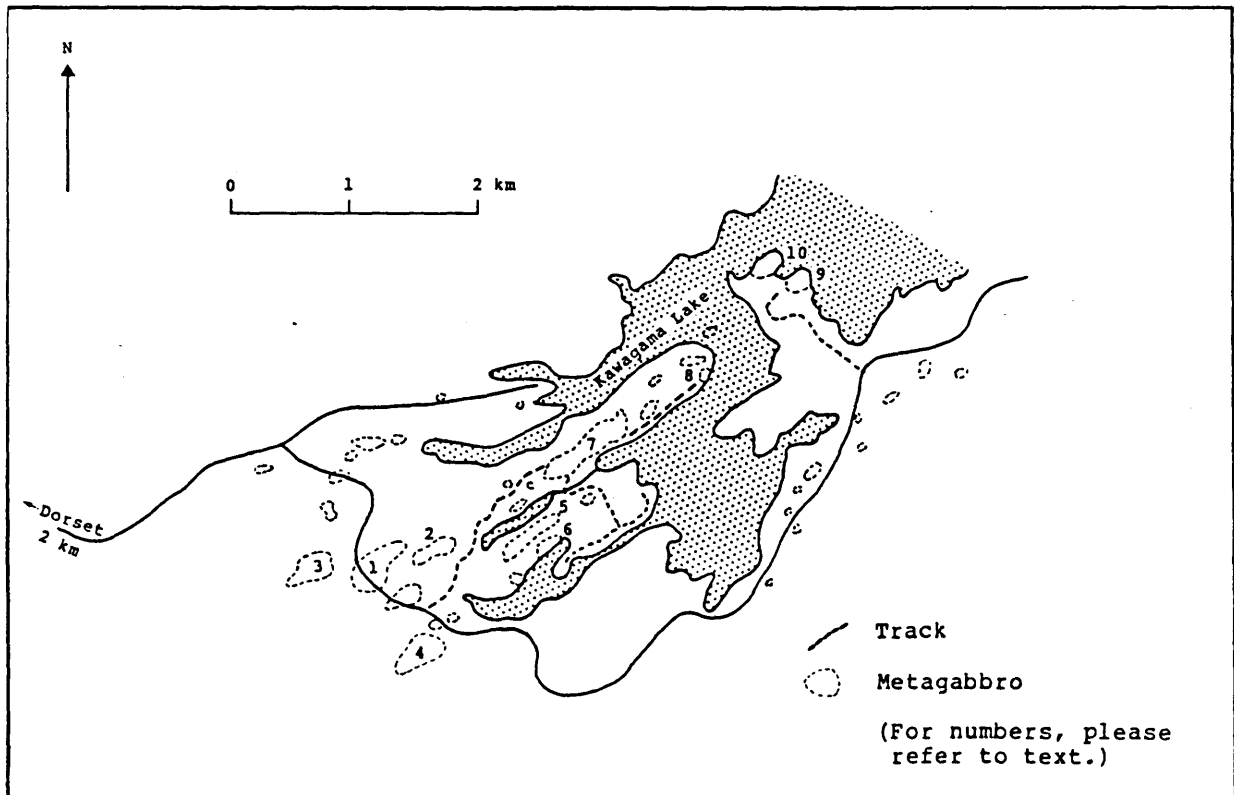 N
0 1 2 km
10
9
Kawagama Lake
8
7
5
6
2
1
3
4
Dorset
2 km
Track
Metagabbro
(For numbers, please
refer to text.)